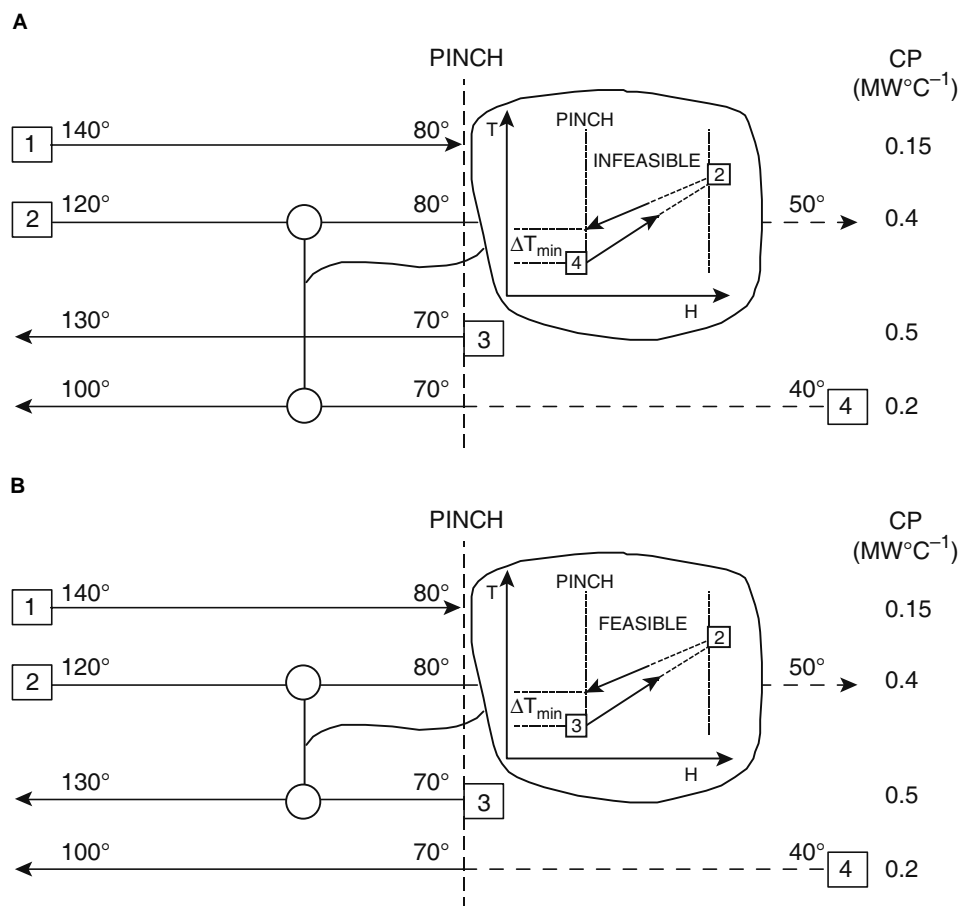 A
PINCH
CP
(MW°C⁻¹)
1 140° 80° 0.15
T PINCH
INFEASIBLE
2
2 120° 80° 50° 0.4
ΔTmin
4
H
130° 70° 3 0.5
100° 70° 40° 4 0.2
B
PINCH
CP
(MW°C⁻¹)
1 140° 80° 0.15
T PINCH
FEASIBLE
2
2 120° 80° 50° 0.4
ΔTmin
3
H
130° 70° 3 0.5
100° 70° 40° 4 0.2